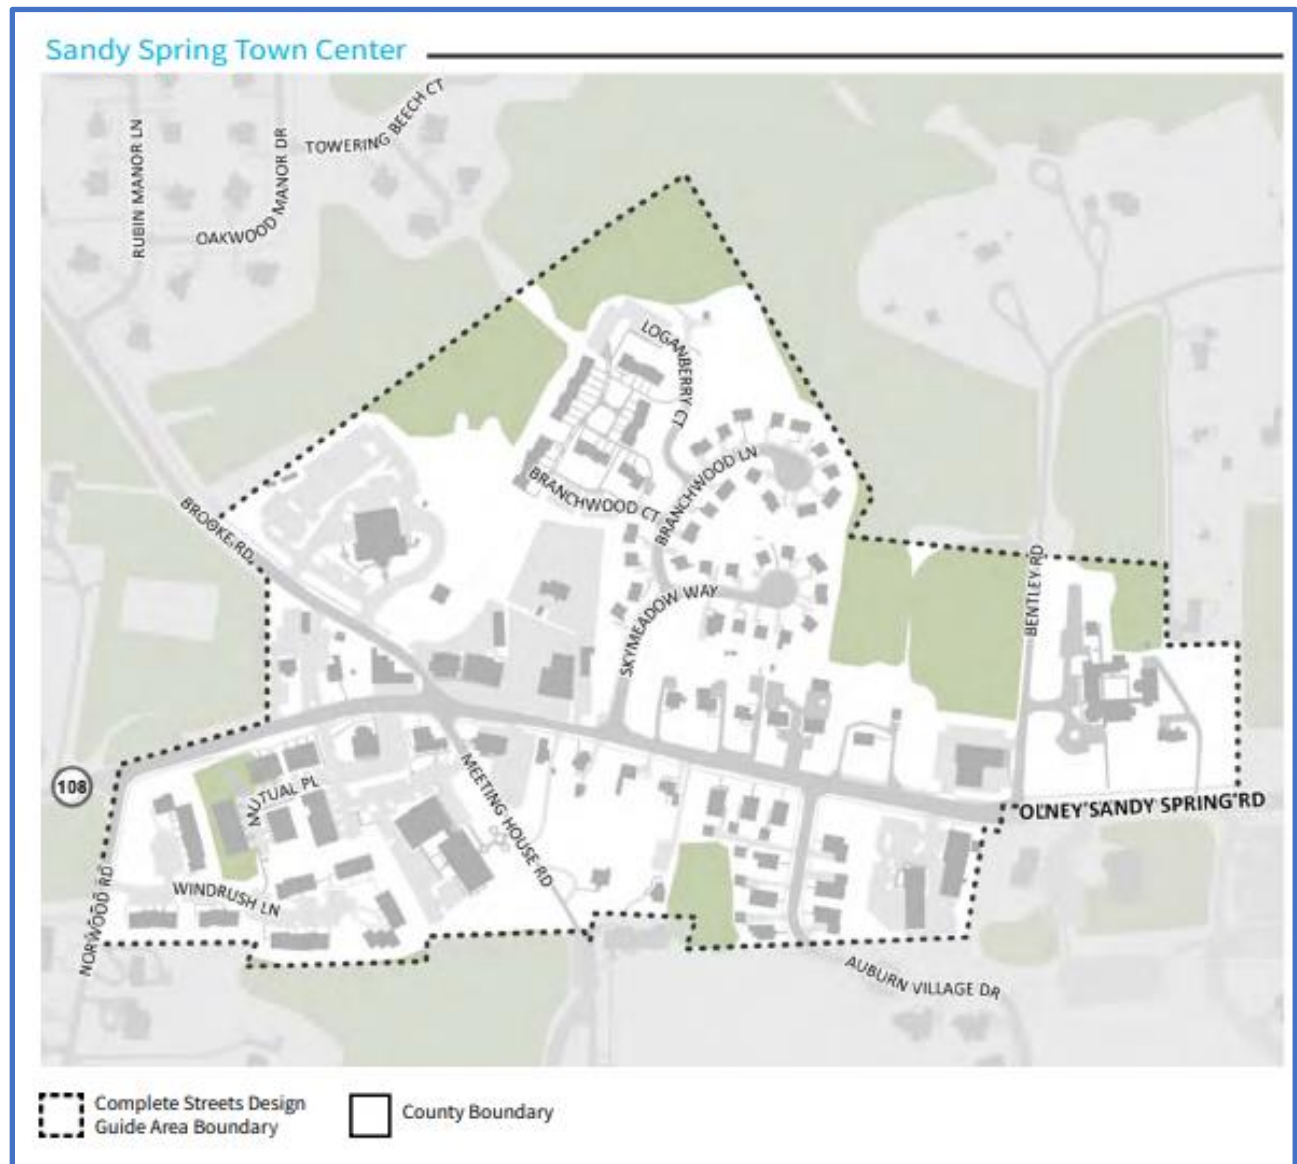 Sandy Spring Town Center
TOWERING BEECH CT
RUBIN MANOR LN
OAKWOOD MANOR DR
LOGANBERRY CT
BRANCHWOOD LN
BRANCHWOOD CT
BROOKE RD
SKYMEADOW WAY
BENTLEY RD
108
MUTUAL PL
MEETING HOUSE RD
OLNEY SANDY SPRING RD
WINDRUSH LN
NORWOOD RD
AUBURN VILLAGE DR
Complete Streets Design
Guide Area Boundary
County Boundary